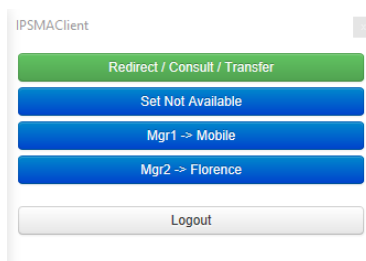 IPSMAClient
Redirect / Consult / Transfer
Set Not Available
Mgr1 -> Mobile
Mgr2 -> Florence
Logout